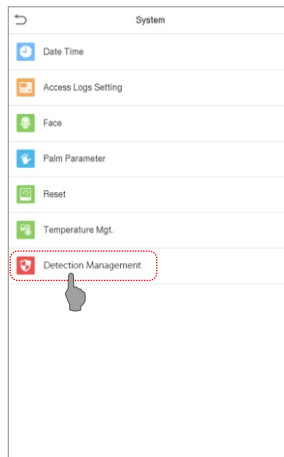 System
Date Time
Access Logs Setting
Face
Palm Parameter
Reset
Temperature Mgt.
Detection Management